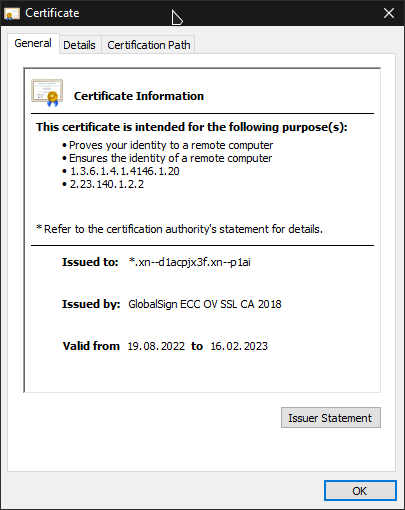 Certificate
General Details Certification Path
Certificate Information
This certificate is intended for the following purpose(s):
• Proves your identity to a remote computer
• Ensures the identity of a remote computer
• 1.3.6.1.4.1.4146.1.20
• 2.23.140.1.2.2
* Refer to the certification authority's statement for details.
Issued to: *.xn--d1acpjx3f.xn--p1ai
Issued by: GlobalSign ECC OV SSL CA 2018
Valid from 19.08.2022 to 16.02.2023
Issuer Statement
OK